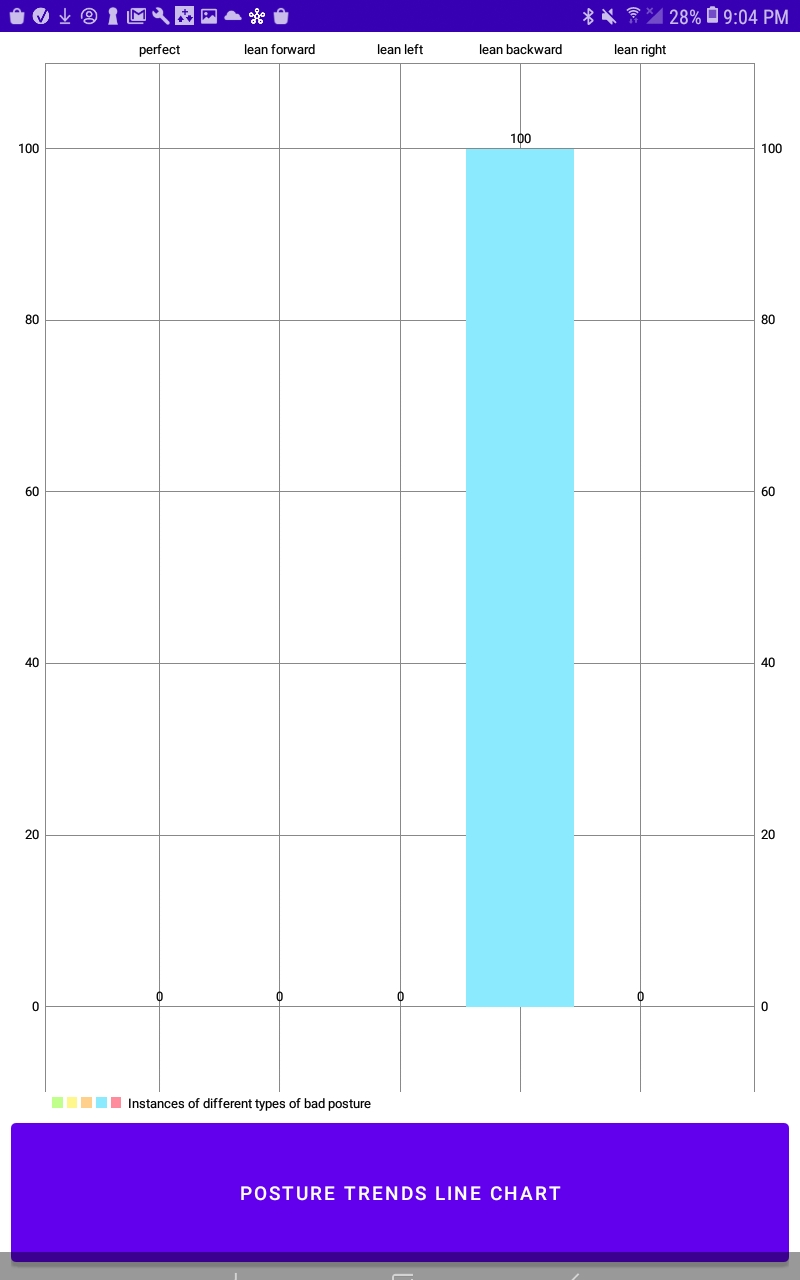 28% 9:04 PM
perfect lean forward lean left lean backward lean right
100
100 100
80 80
60 60
40 40
20 20
0 0 0 0
0 0
Instances of different types of bad posture
POSTURE TRENDS LINE CHART